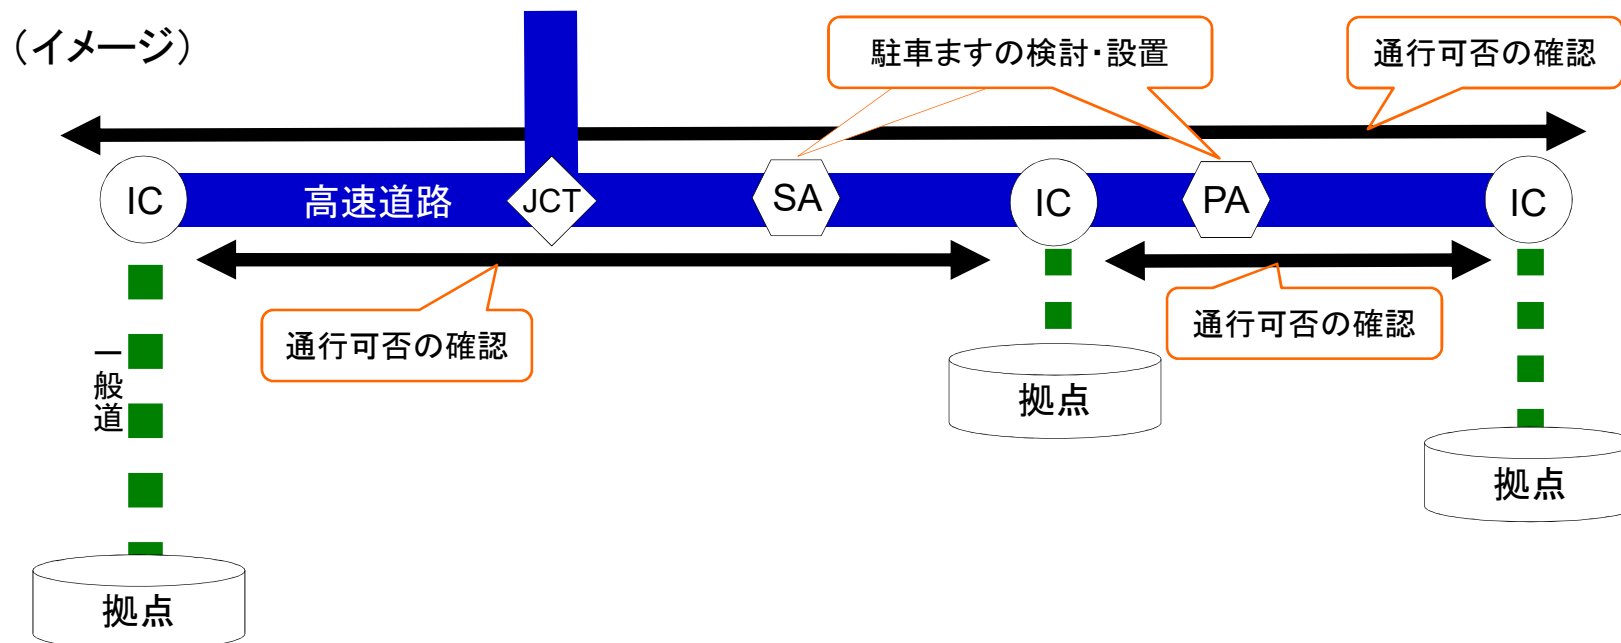 (イメージ)
駐車ますの検討・設置
通行可否の確認
IC
高速道路
JCT
SA
IC
PA
IC
通行可否の確認
通行可否の確認
一般道
拠点
拠点
拠点